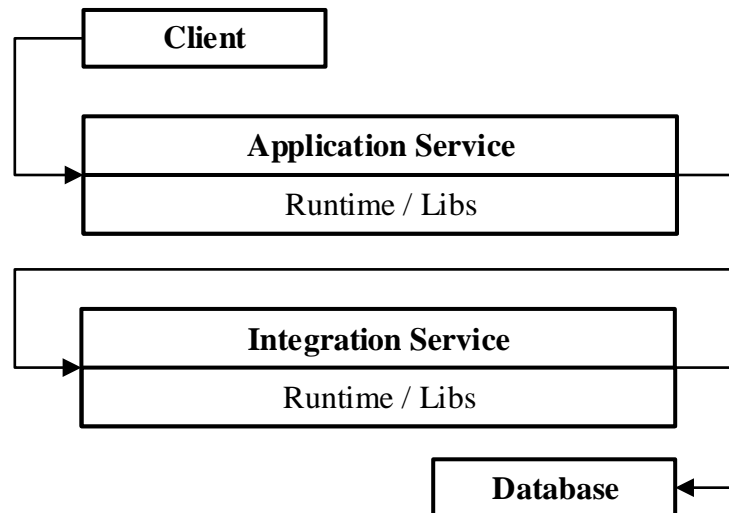 Client
Application Service
Runtime / Libs
Integration Service
Runtime / Libs
Database